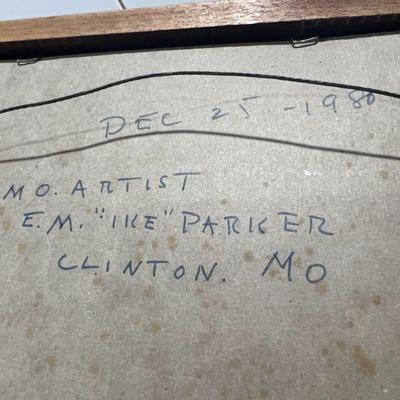 DEC 25 - 1980
MO. ARTIST
E.M. "IKE" PARKER
CLINTON. MO